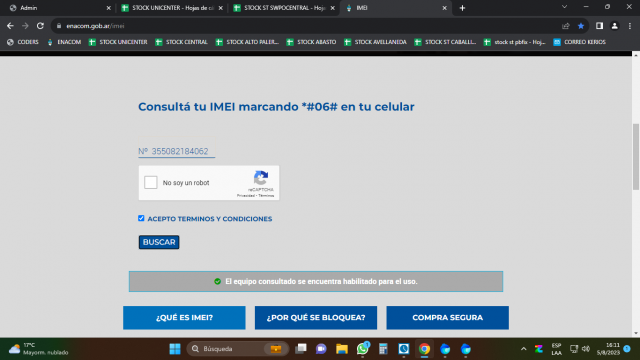 Admin
STOCK UNICENTER - Hojas de cá
STOCK ST SWPOCENTRAL - Hoja
IMEI
enacom.gob.ar/imei
CODERS
ENACOM
STOCK UNICENTER
STOCK CENTRAL
STOCK ALTO PALER...
STOCK ABASTO
STOCK AVELLANEDA
STOCK ST CABALLI...
stock st pbfix - Hoj...
CORREO KERIOS
Consultá tu IMEI marcando *#06# en tu celular
Nº 355082184062
No soy un robot
reCAPTCHA
Privacidad - Términos
ACEPTO TERMINOS Y CONDICIONES
BUSCAR
El equipo consultado se encuentra habilitado para el uso.
¿QUÉ ES IMEI?
¿POR QUÉ SE BLOQUEA?
COMPRA SEGURA
17°C
Mayorm. nublado
Búsqueda
ESP
LAA
16:11
5/8/2023